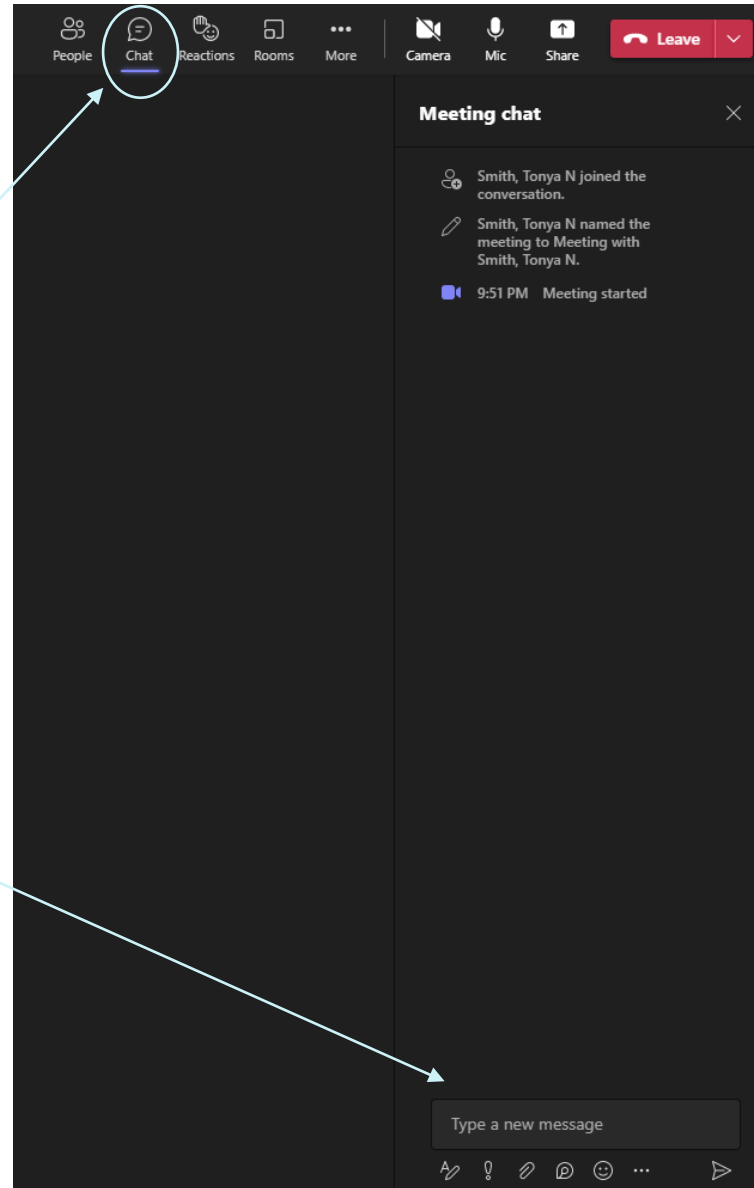 People Chat Reactions Rooms More Camera Mic Share Leave
Meeting chat
Smith, Tonya N joined the
conversation.
Smith, Tonya N named the
meeting to Meeting with
Smith, Tonya N.
9:51 PM Meeting started
Type a new message